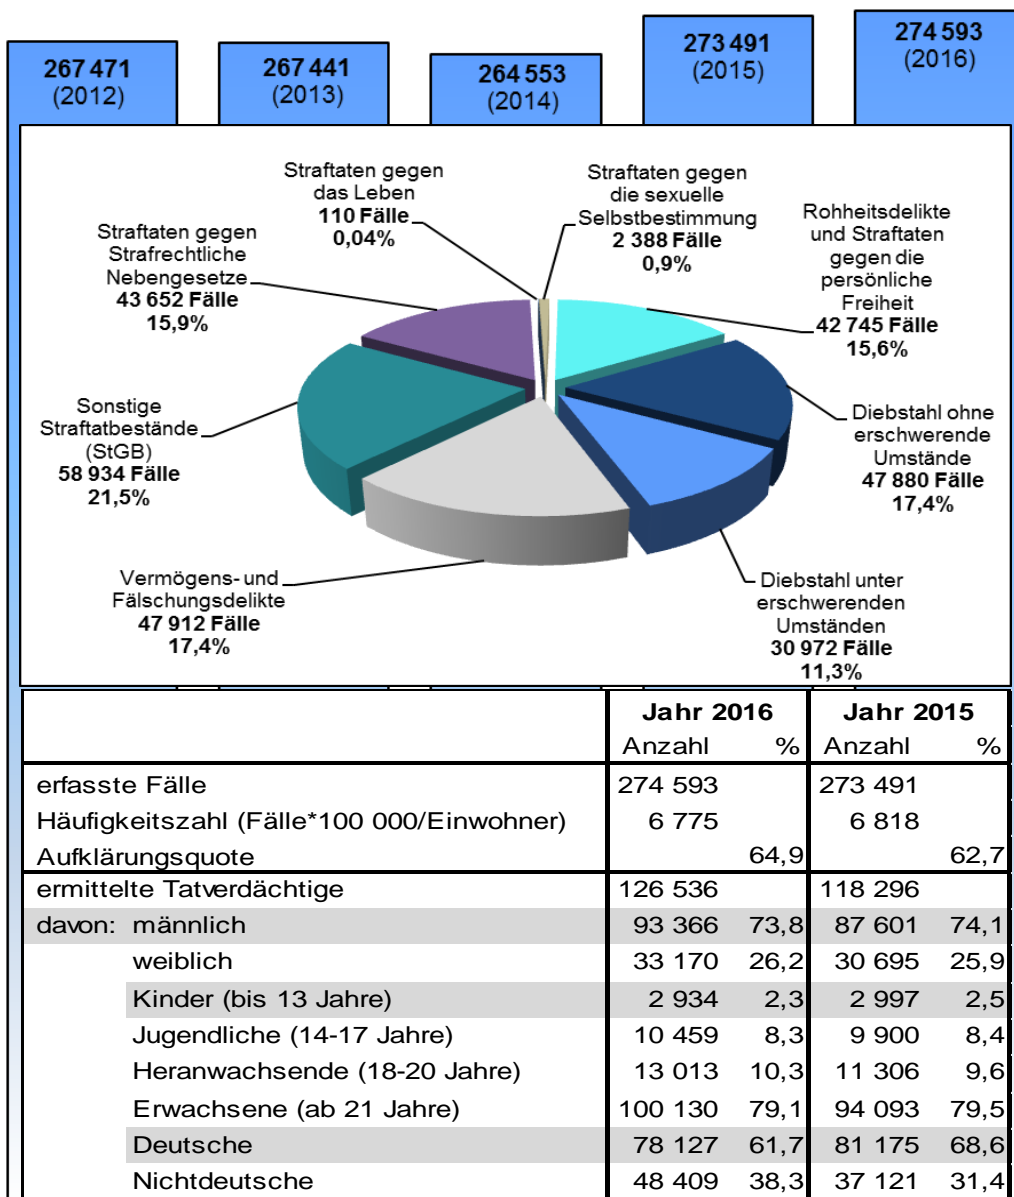 267 471
(2012)
267 441
(2013)
264 553
(2014)
273 491
(2015)
274 593
(2016)
Straftaten gegen
das Leben
110 Fälle
0,04%
Straftaten gegen
die sexuelle
Selbstbestimmung
2 388 Fälle
0,9%
Rohheitsdelikte
und Straftaten
gegen die
persönliche
Freiheit
42 745 Fälle
15,6%
Straftaten gegen
Strafrechtliche
Nebengesetze
43 652 Fälle
15,9%
Sonstige
Straftatbestände
(StGB)
58 934 Fälle
21,5%
Diebstahl ohne
erschwerende
Umstände
47 880 Fälle
17,4%
Vermögens- und
Fälschungsdelikte
47 912 Fälle
17,4%
Diebstahl unter
erschwerenden
Umständen
30 972 Fälle
11,3%
Jahr 2016 Jahr 2015
Anzahl % Anzahl %
erfasste Fälle 274 593 273 491
Häufigkeitszahl (Fälle*100 000/Einwohner) 6 775 6 818
Aufklärungsquote 64,9 62,7
ermittelte Tatverdächtige 126 536 118 296
davon: männlich 93 366 73,8 87 601 74,1
weiblich 33 170 26,2 30 695 25,9
Kinder (bis 13 Jahre) 2 934 2,3 2 997 2,5
Jugendliche (14-17 Jahre) 10 459 8,3 9 900 8,4
Heranwachsende (18-20 Jahre) 13 013 10,3 11 306 9,6
Erwachsene (ab 21 Jahre) 100 130 79,1 94 093 79,5
Deutsche 78 127 61,7 81 175 68,6
Nichtdeutsche 48 409 38,3 37 121 31,4